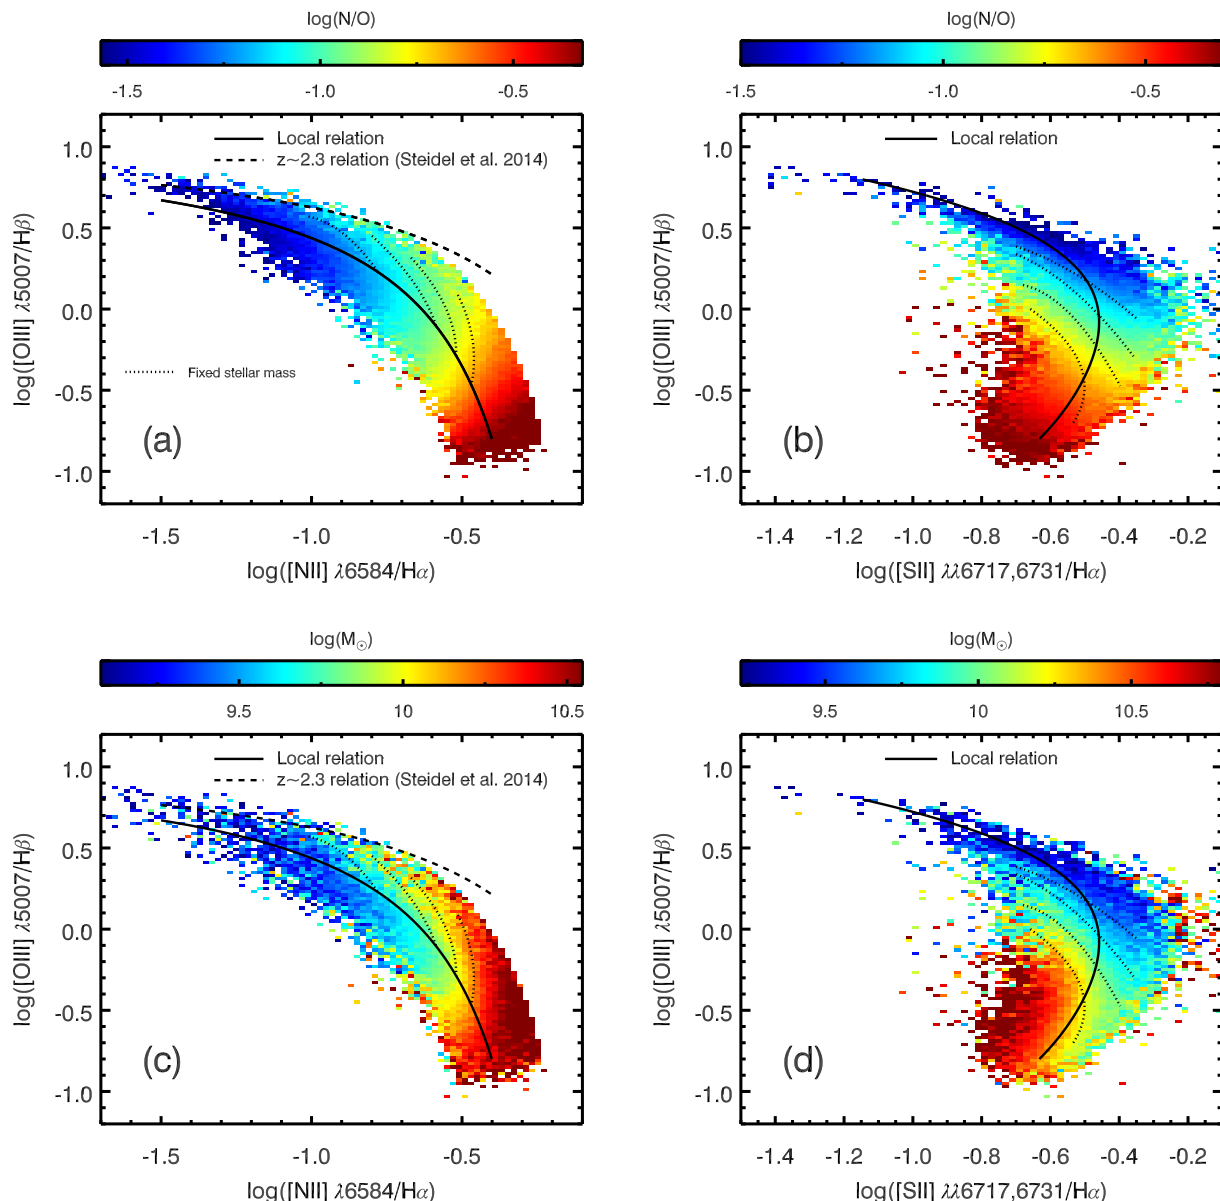 log(N/O)
-1.5 -1.0 -0.5
1.0
0.5
0.0
-0.5
-1.0
log([OIII] λ5007/Hβ)
Local relation
z~2.3 relation (Steidel et al. 2014)
Fixed stellar mass
(a)
-1.5 -1.0 -0.5
log([NII] λ6584/Hα)
log(N/O)
-1.5 -1.0 -0.5
1.0
0.5
0.0
-0.5
-1.0
log([OIII] λ5007/Hβ)
Local relation
(b)
-1.4 -1.2 -1.0 -0.8 -0.6 -0.4 -0.2
log([SII] λλ6717,6731/Hα)
log(M☉)
9.5 10 10.5
1.0
0.5
0.0
-0.5
-1.0
log([OIII] λ5007/Hβ)
Local relation
z~2.3 relation (Steidel et al. 2014)
(c)
-1.5 -1.0 -0.5
log([NII] λ6584/Hα)
log(M☉)
9.5 10 10.5
1.0
0.5
0.0
-0.5
-1.0
log([OIII] λ5007/Hβ)
Local relation
(d)
-1.4 -1.2 -1.0 -0.8 -0.6 -0.4 -0.2
log([SII] λλ6717,6731/Hα)